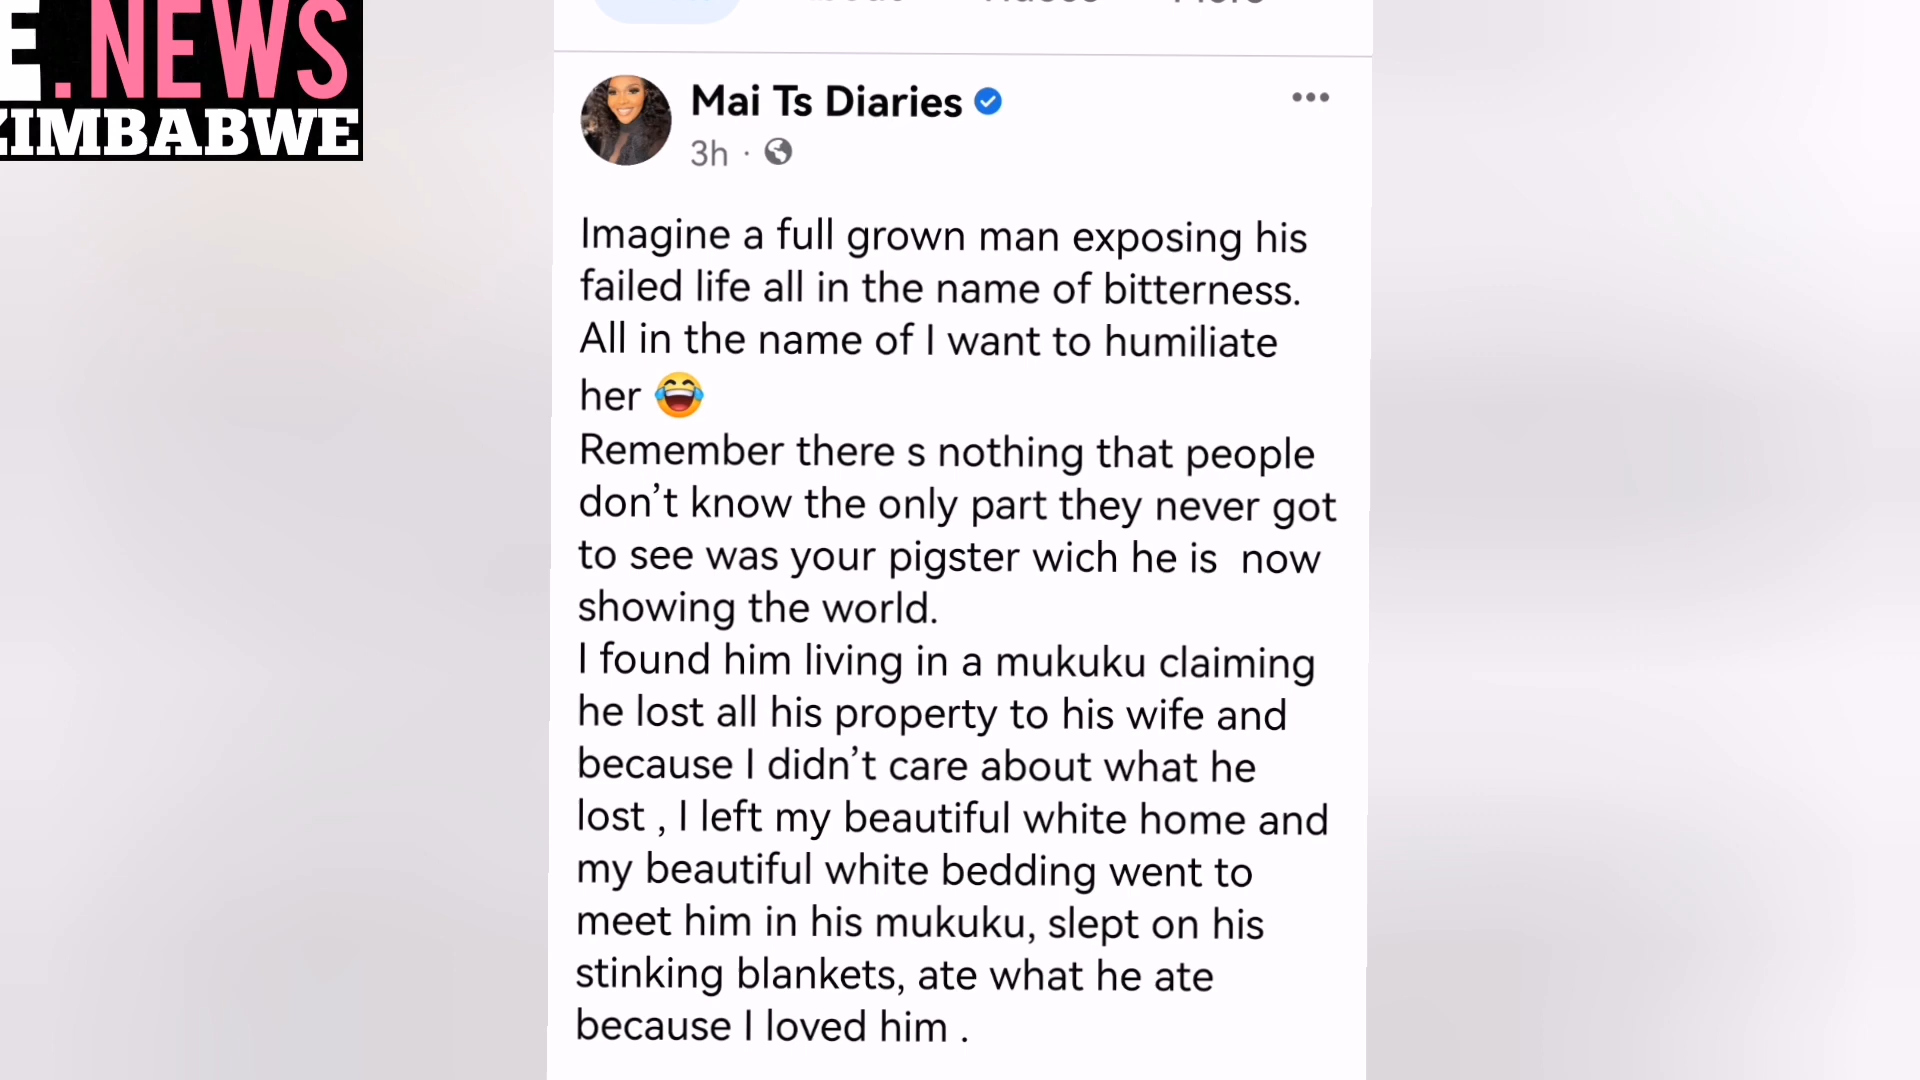 E.NEWS
ZIMBABWE
More
Mai Ts Diaries
3h ·
Imagine a full grown man exposing his
failed life all in the name of bitterness.
All in the name of I want to humiliate
her 😂
Remember there s nothing that people
don’t know the only part they never got
to see was your pigster wich he is  now
showing the world.
I found him living in a mukuku claiming
he lost all his property to his wife and
because I didn’t care about what he
lost , I left my beautiful white home and
my beautiful white bedding went to
meet him in his mukuku, slept on his
stinking blankets, ate what he ate
because I loved him .